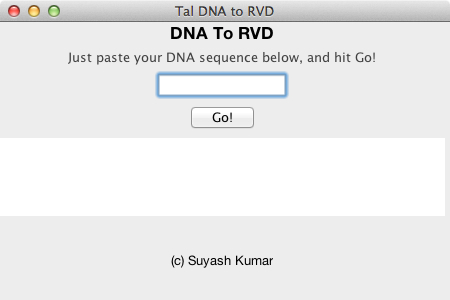 Tal DNA to RVD
DNA To RVD
Just paste your DNA sequence below, and hit Go!
Go!
(c) Suyash Kumar